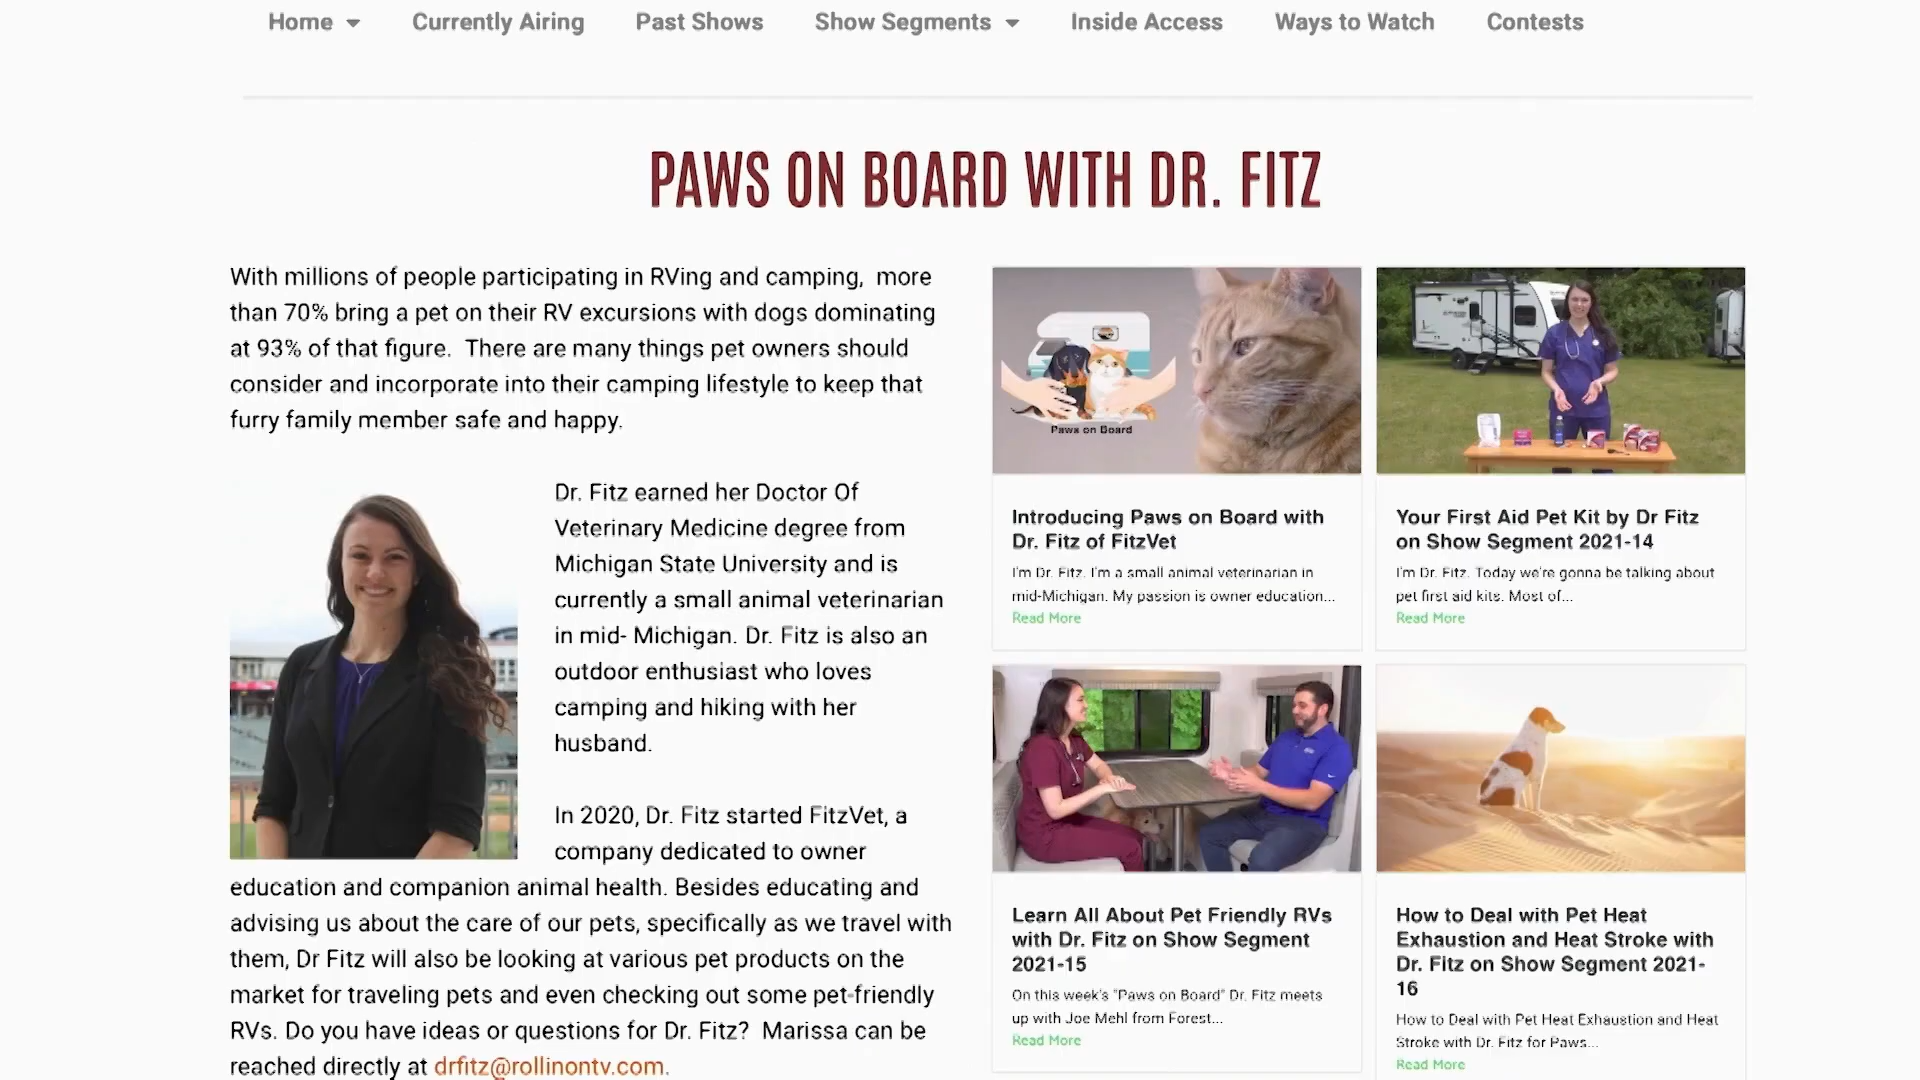 Home
Currently Airing
Past Shows
Show Segments
Inside Access
Ways to Watch
Contests
PAWS ON BOARD WITH DR. FITZ
With millions of people participating in RVing and camping, more
than 70% bring a pet on their RV excursions with dogs dominating
at 93% of that figure. There are many things pet owners should
consider and incorporate into their camping lifestyle to keep that
furry family member safe and happy.
Dr. Fitz earned her Doctor Of
Veterinary Medicine degree from
Michigan State University and is
currently a small animal veterinarian
in mid- Michigan. Dr. Fitz is also an
outdoor enthusiast who loves
camping and hiking with her
husband.
In 2020, Dr. Fitz started FitzVet, a
company dedicated to owner
education and companion animal health. Besides educating and
advising us about the care of our pets, specifically as we travel with
them, Dr Fitz will also be looking at various pet products on the
market for traveling pets and even checking out some pet-friendly
RVs. Do you have ideas or questions for Dr. Fitz? Marissa can be
reached directly at drfitz@rollinontv.com.
Paws on Board
Introducing Paws on Board with
Dr. Fitz of FitzVet
I'm Dr. Fitz. I'm a small animal veterinarian in
mid-Michigan. My passion is owner education...
Read More
Your First Aid Pet Kit by Dr Fitz
on Show Segment 2021-14
I'm Dr. Fitz. Today we're gonna be talking about
pet first aid kits. Most of...
Read More
Learn All About Pet Friendly RVs
with Dr. Fitz on Show Segment
2021-15
On this week's "Paws on Board" Dr. Fitz meets
up with Joe Mehl from Forest...
Read More
How to Deal with Pet Heat
Exhaustion and Heat Stroke with
Dr. Fitz on Show Segment 2021-
16
How to Deal with Pet Heat Exhaustion and Heat
Stroke with Dr. Fitz for Paws...
Read More